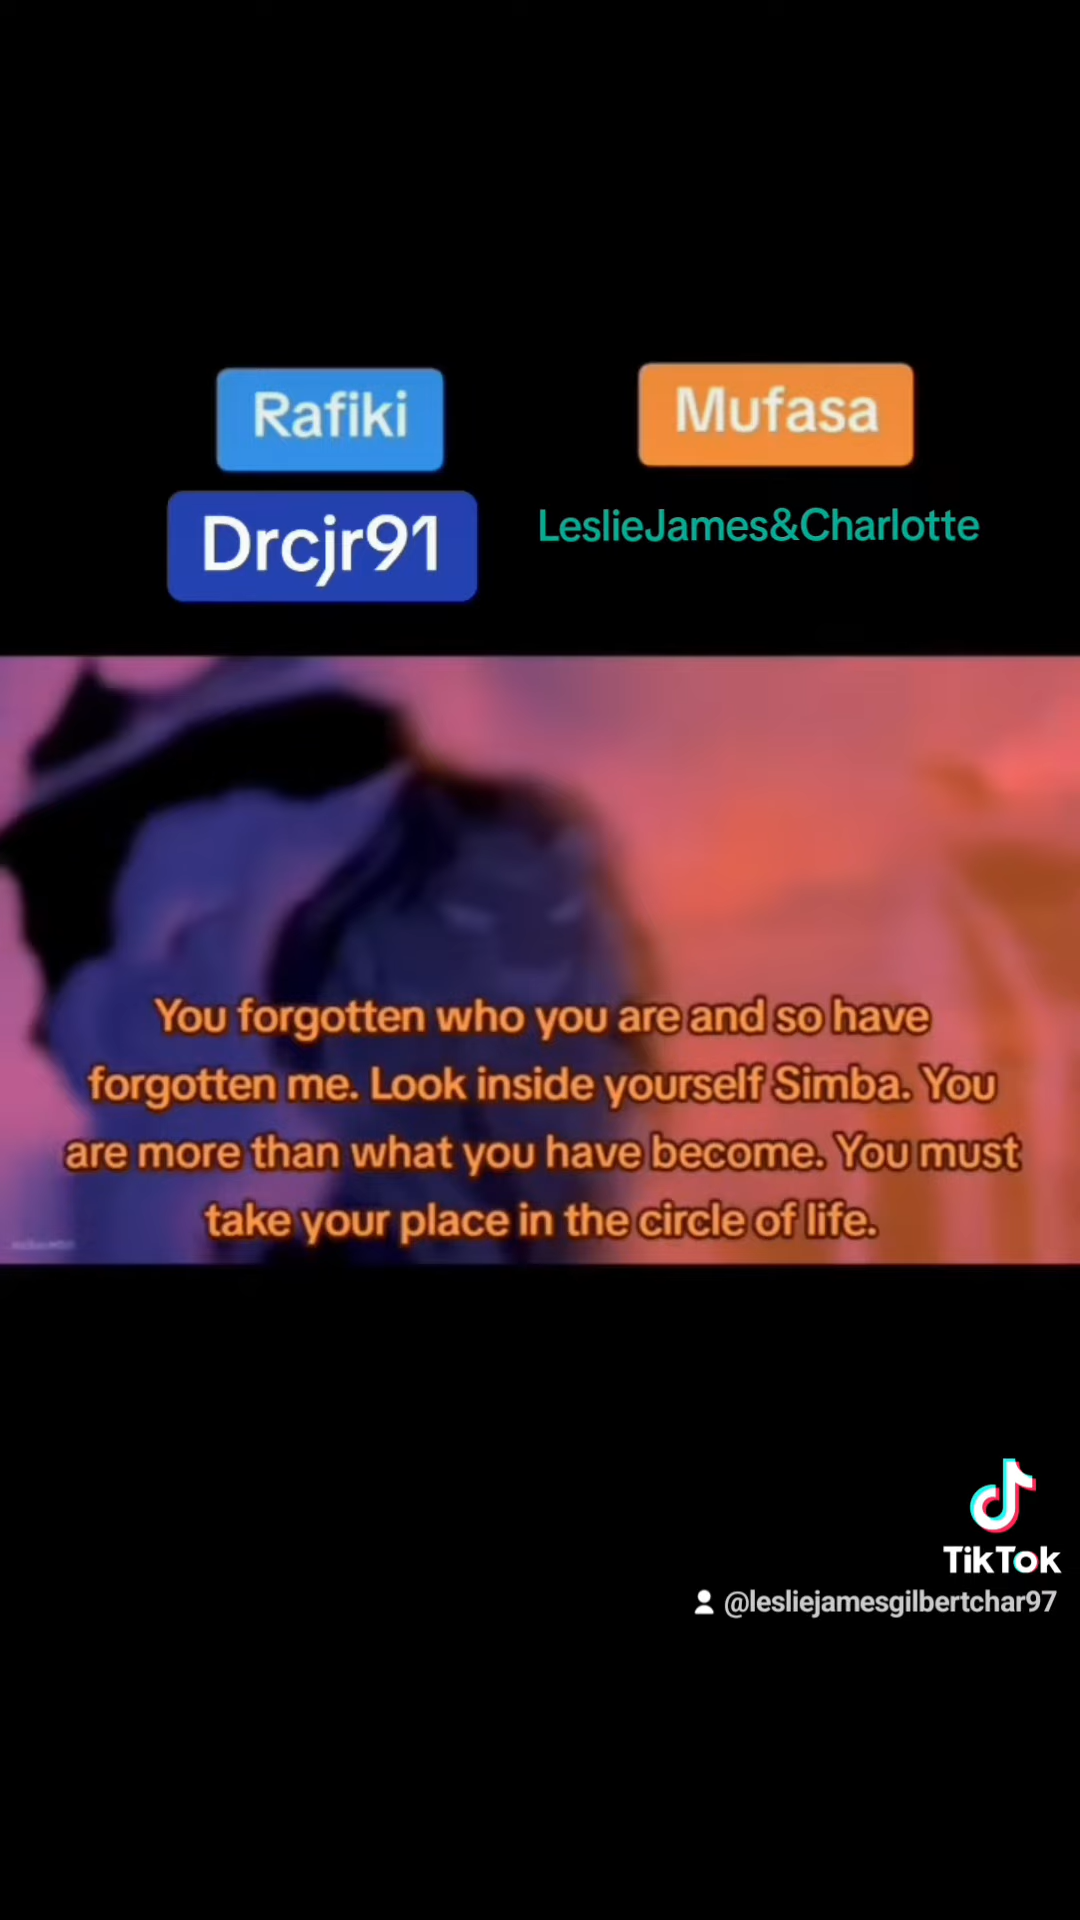 Rafiki
Mufasa
Drcjr91
LeslieJames&Charlotte
You forgotten who you are and so have
forgotten me. Look inside yourself Simba. You
are more than what you have become. You must
take your place in the circle of life.
TikTok
@lesliejamesgilbertchar97